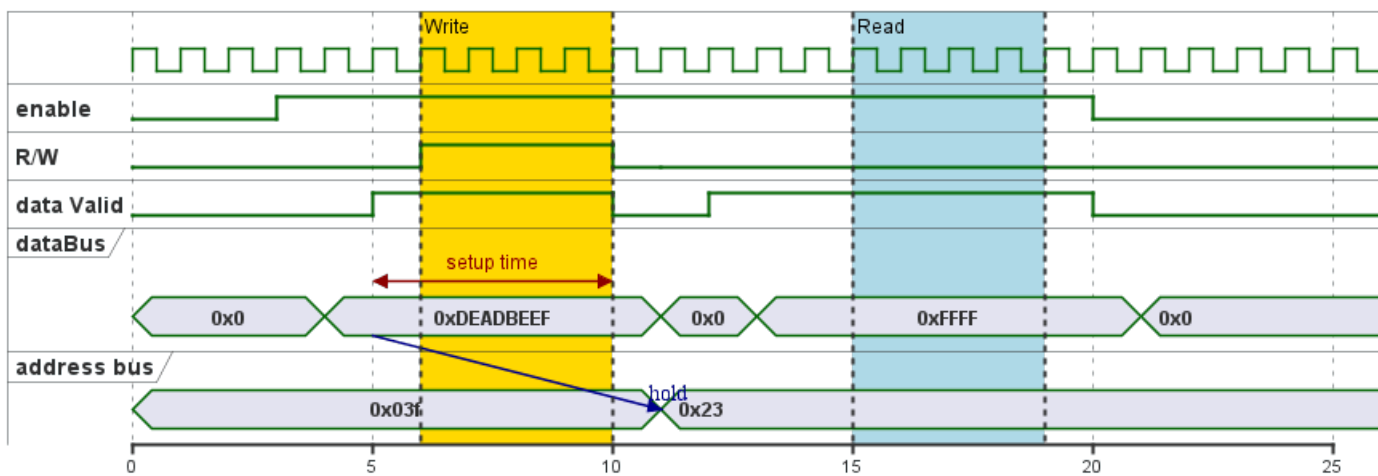 Write
Read
enable
R/W
data Valid
dataBus
setup time
0x0
0xDEADBEEF
0x0
0xFFFF
0x0
address bus
hold
0x03f
0x23
0
5
10
15
20
25